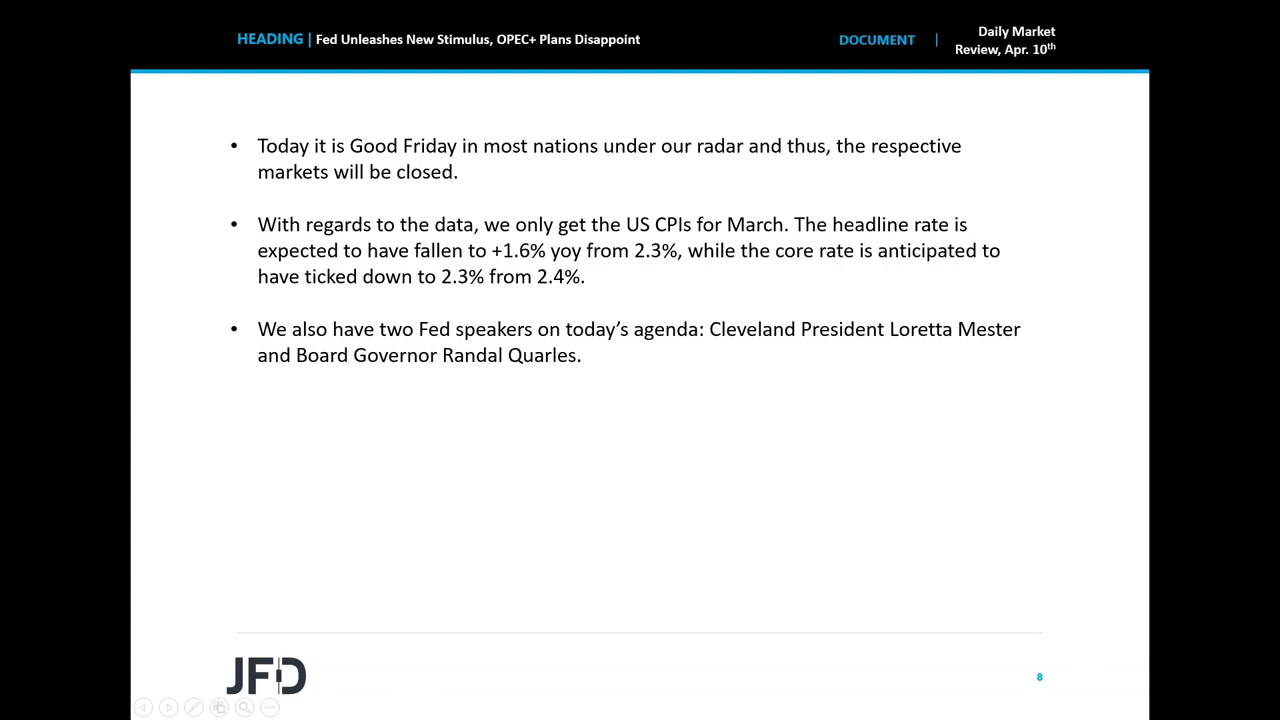 HEADING | Fed Unleashes New Stimulus, OPEC+ Plans Disappoint
DOCUMENT | Daily Market
Review, Apr. 10th
• Today it is Good Friday in most nations under our radar and thus, the respective
markets will be closed.
• With regards to the data, we only get the US CPIs for March. The headline rate is
expected to have fallen to +1.6% yoy from 2.3%, while the core rate is anticipated to
have ticked down to 2.3% from 2.4%.
• We also have two Fed speakers on today’s agenda: Cleveland President Loretta Mester
and Board Governor Randal Quarles.
JFD
8